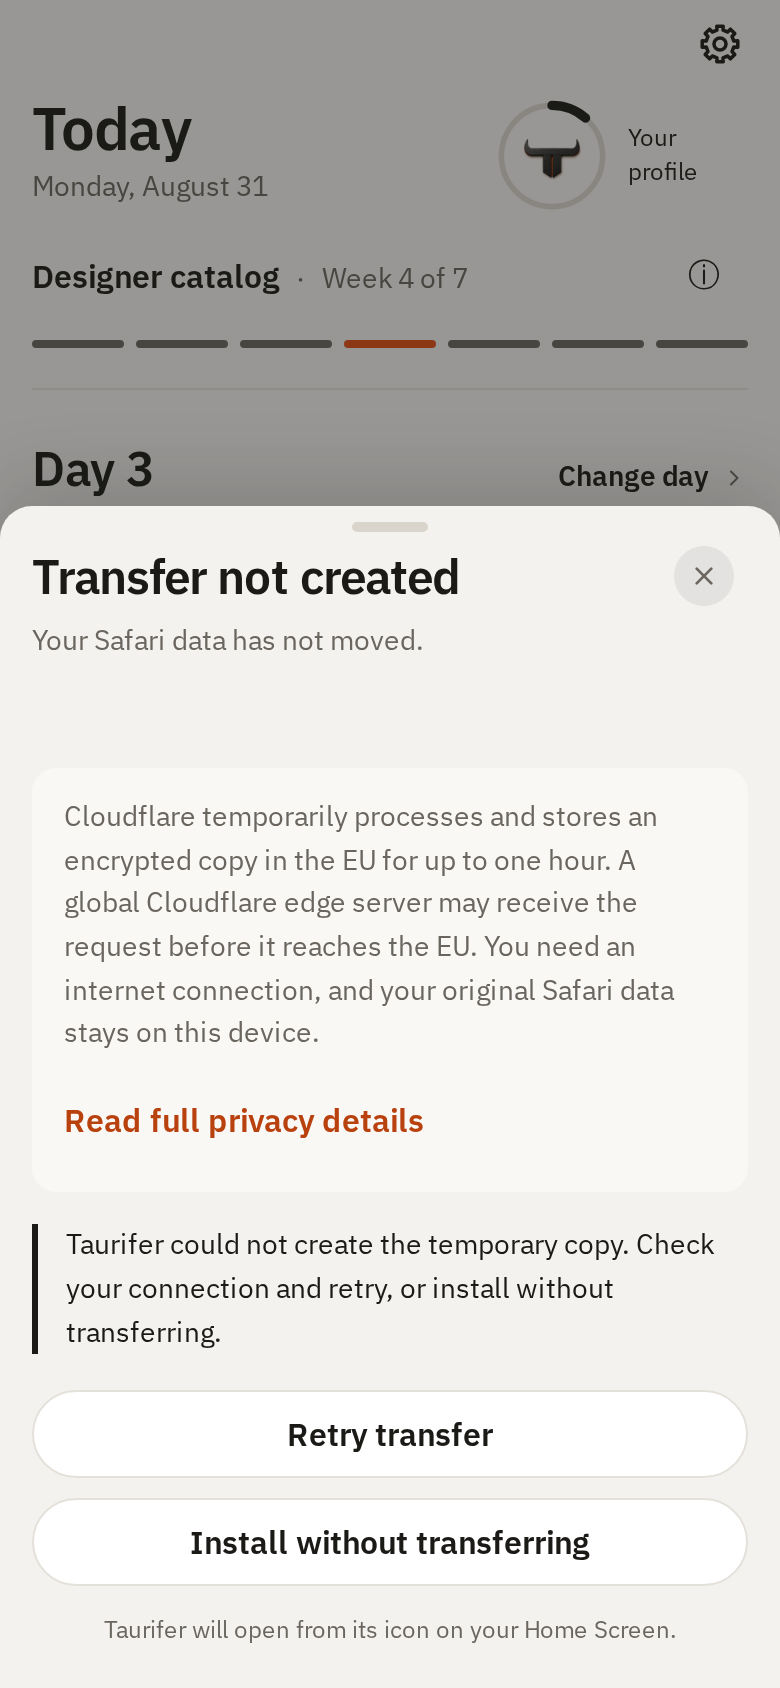 Today
Monday, August 31
Your
profile
Designer catalog · Week 4 of 7
Day 3
Change day
Transfer not created
Your Safari data has not moved.
Cloudflare temporarily processes and stores an
encrypted copy in the EU for up to one hour. A
global Cloudflare edge server may receive the
request before it reaches the EU. You need an
internet connection, and your original Safari data
stays on this device.
Read full privacy details
Taurifer could not create the temporary copy. Check
your connection and retry, or install without
transferring.
Retry transfer
Install without transferring
Taurifer will open from its icon on your Home Screen.